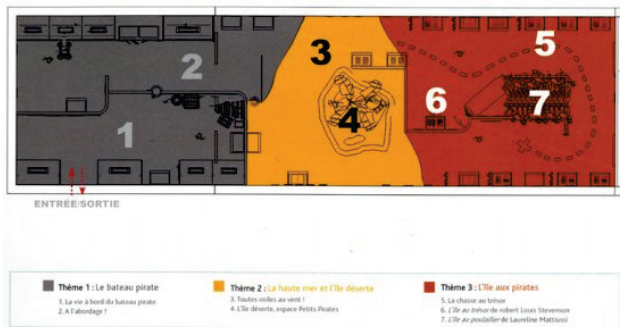 1
2
3
4
5
6
7
ENTRÉE/SORTIE
Thème 1 : Le bateau pirate
1. La vie à bord du bateau pirate
2. A l'abordage !
Thème 2 : La haute mer et l'île déserte
3. Toutes voiles au vent !
4. L'île déserte, espace Petits Pirates
Thème 3 : L'île aux pirates
5. La chasse au trésor
6. L'île au trésor de robert Louis Stevenson
7. L'île au poulailler de Laureline Mattiussi